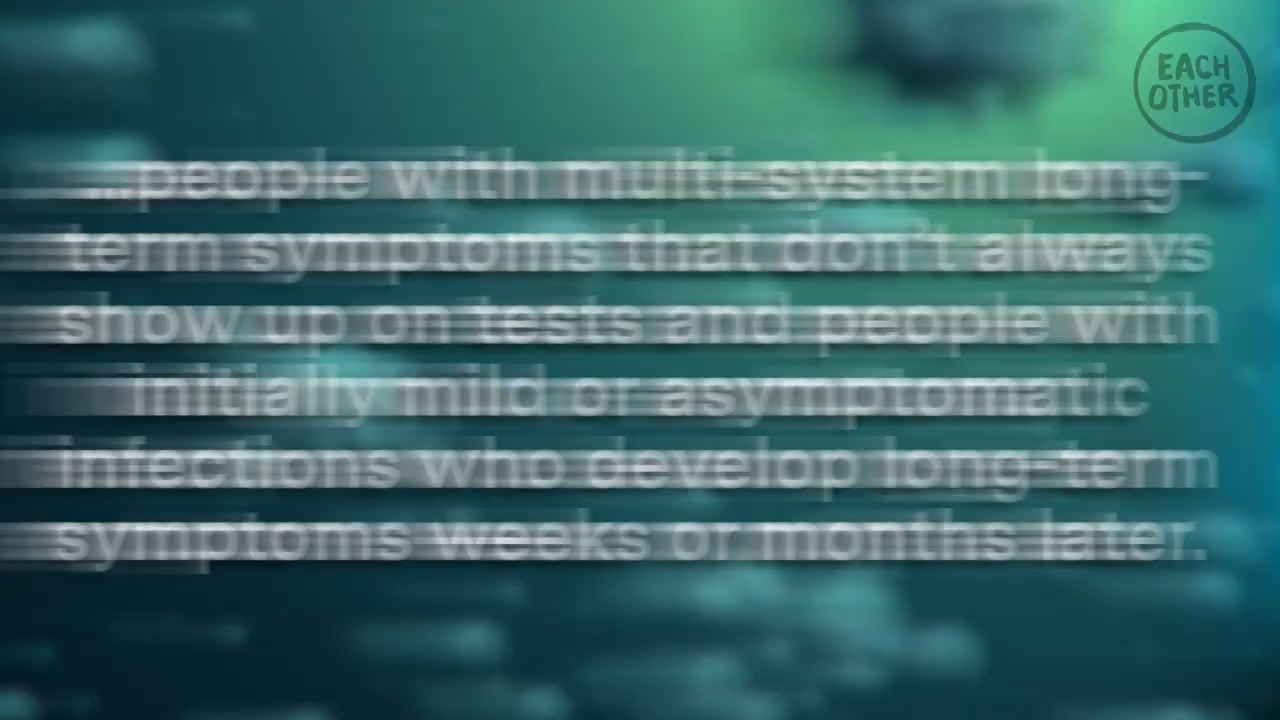 EACH
OTHER
...people with multi-system long-
term symptoms that don't always
show up on tests and people with
initially mild or asymptomatic
infections who develop long-term
symptoms weeks or months later.